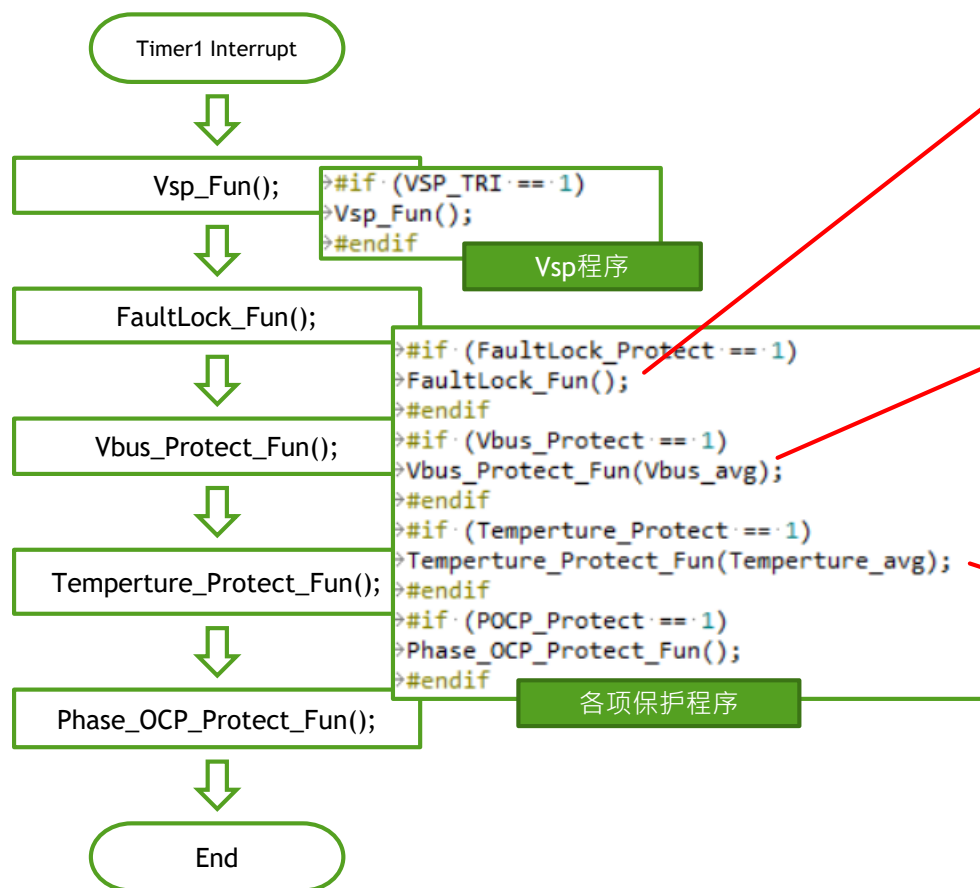 Timer1 Interrupt
Vsp_Fun();
#if (VSP_TRI == 1)
Vsp_Fun();
#endif
Vsp程序
FaultLock_Fun();
#if (FaultLock_Protect == 1)
FaultLock_Fun();
#endif
#if (Vbus_Protect == 1)
Vbus_Protect_Fun(Vbus_avg);
#endif
#if (Temperture_Protect == 1)
Temperture_Protect_Fun(Temperture_avg);
#endif
#if (POCP_Protect == 1)
Phase_OCP_Protect_Fun();
#endif
各项保护程序
Vbus_Protect_Fun();
Temperture_Protect_Fun();
Phase_OCP_Protect_Fun();
End